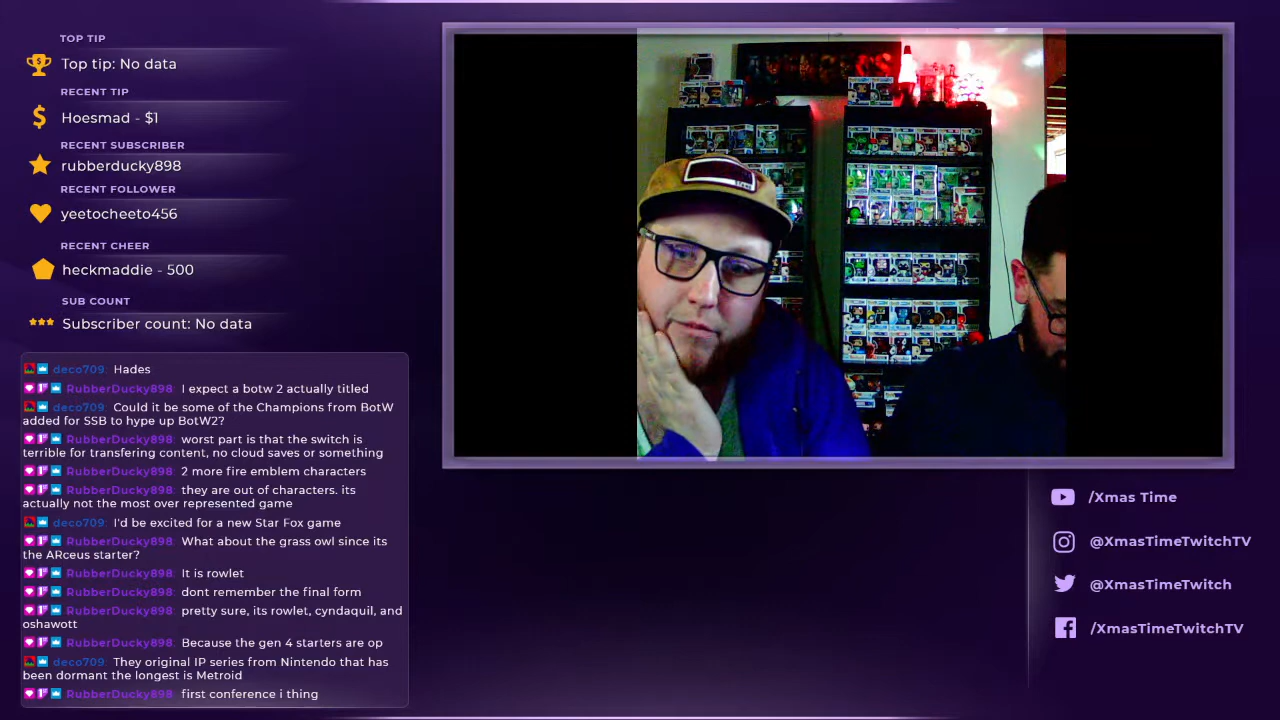 TOP TIP
Top tip: No data
RECENT TIP
Hoesmad - $1
RECENT SUBSCRIBER
rubberducky898
RECENT FOLLOWER
yeetocheeto456
RECENT CHEER
heckmaddie - 500
SUB COUNT
Subscriber count: No data
deco709: Hades
RubberDucky898: I expect a botw 2 actually titled
deco709: Could it be some of the Champions from BotW
added for SSB to hype up BotW2?
RubberDucky898: worst part is that the switch is
terrible for transfering content, no cloud saves or something
RubberDucky898: 2 more fire emblem characters
RubberDucky898: they are out of characters. its
actually not the most over represented game
deco709: I'd be excited for a new Star Fox game
RubberDucky898: What about the grass owl since its
the ARceus starter?
RubberDucky898: It is rowlet
RubberDucky898: dont remember the final form
RubberDucky898: pretty sure, its rowlet, cyndaquil, and
oshawott
RubberDucky898: Because the gen 4 starters are op
deco709: They original IP series from Nintendo that has
been dormant the longest is Metroid
RubberDucky898: first conference i thing
/Xmas Time
@XmasTimeTwitchTV
@XmasTimeTwitch
/XmasTimeTwitchTV